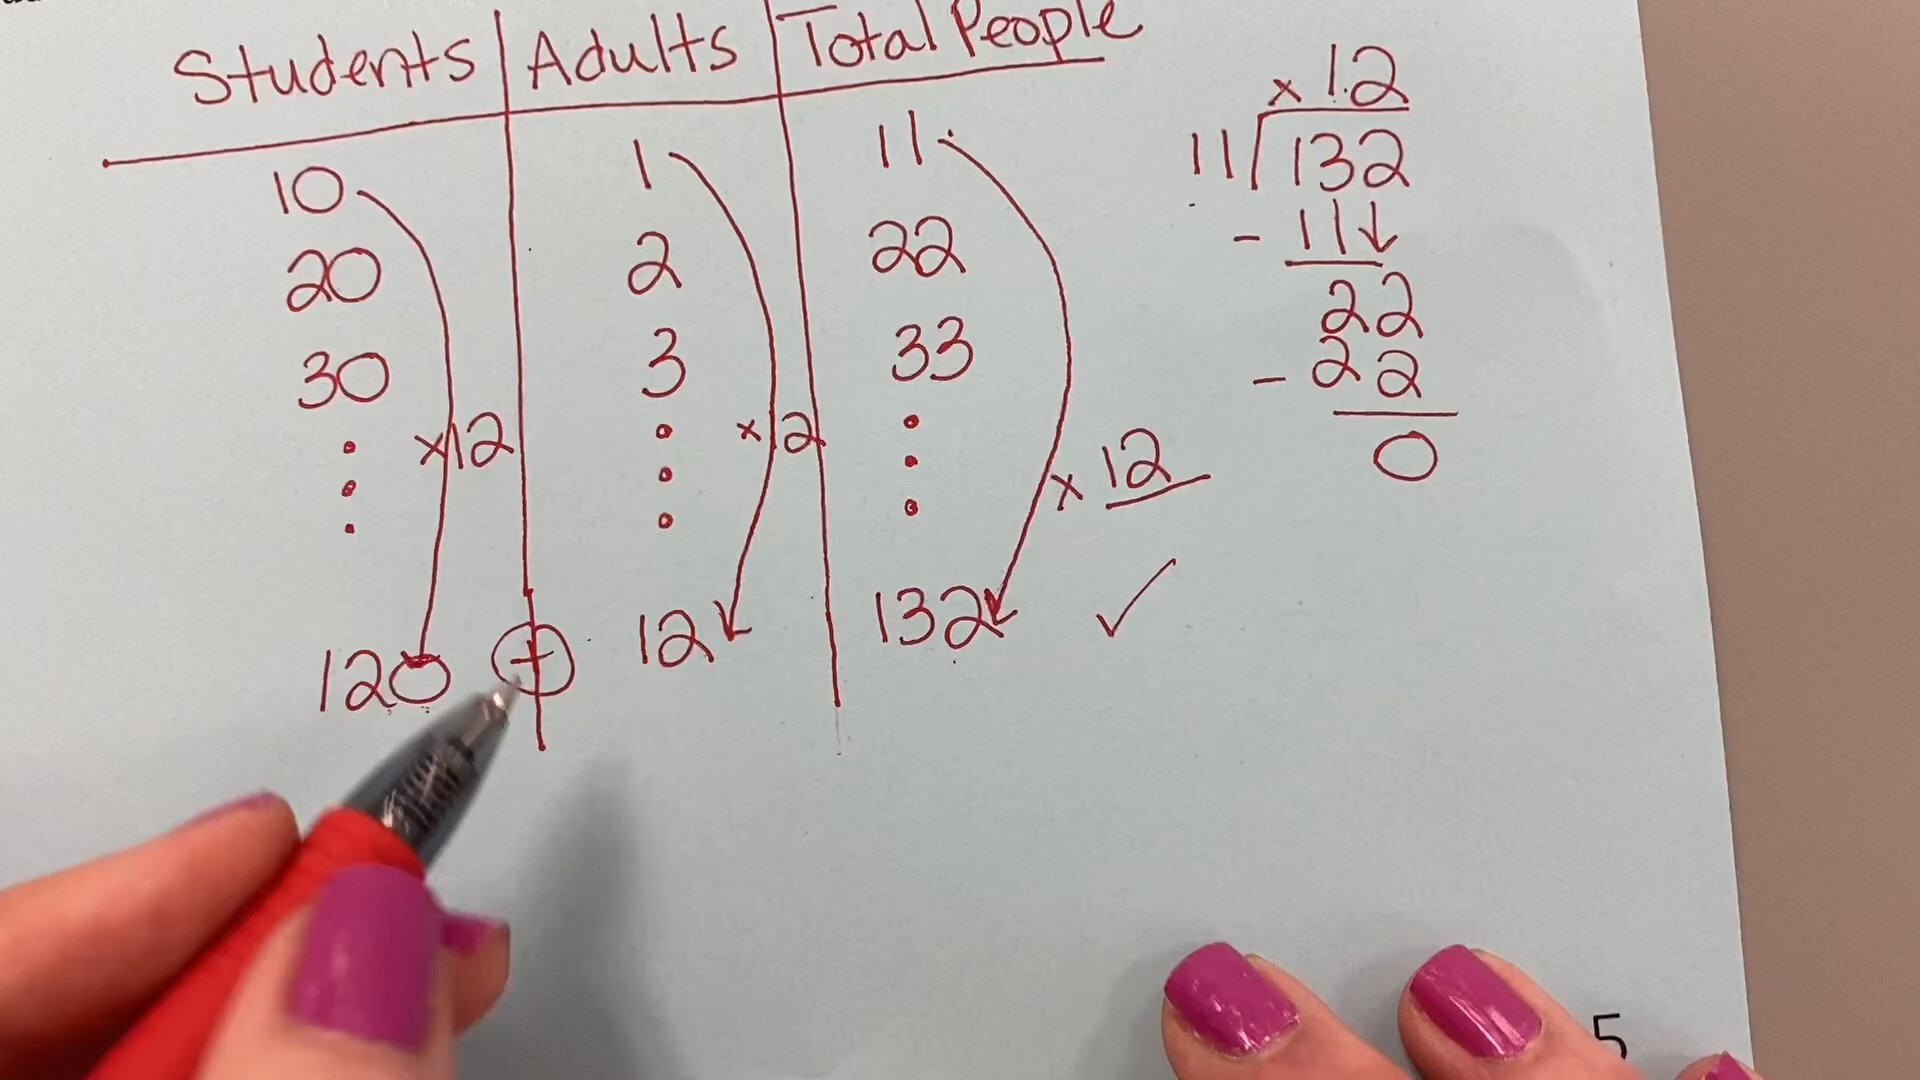 Students Adults Total People
10 1 11
20 2 22
30 3 33
×12 ×12 × 12
120 + 12 132 ✓
× 12
11 132
- 11↓
22
- 22
0
5